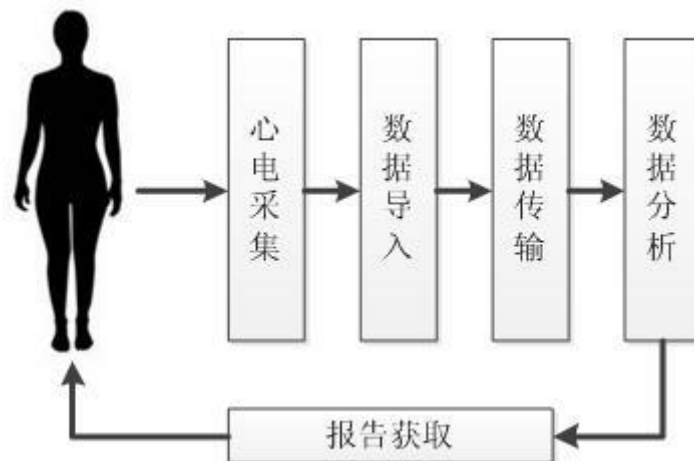 心电采集
数据导入
数据传输
数据分析
报告获取